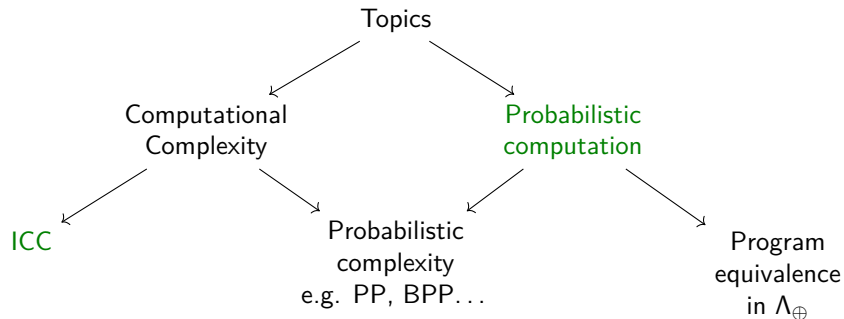 Topics
Computational
Complexity
Probabilistic
computation
ICC
Probabilistic
complexity
e.g. PP, BPP...
Program
equivalence
in Λ⊕